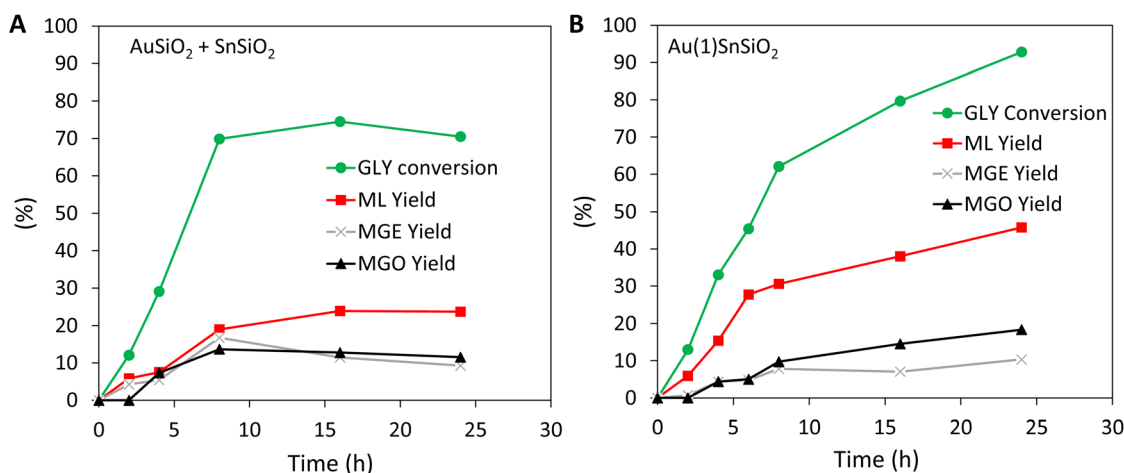 A
AuSiO₂ + SnSiO₂
100
90
80
70
60
50
40
30
20
10
0
(%)
GLY conversion
ML Yield
MGE Yield
MGO Yield
0 5 10 15 20 25 30
Time (h)
B
Au(1)SnSiO₂
100
90
80
70
60
50
40
30
20
10
0
(%)
GLY Conversion
ML Yield
MGE Yield
MGO Yield
0 5 10 15 20 25 30
Time (h)